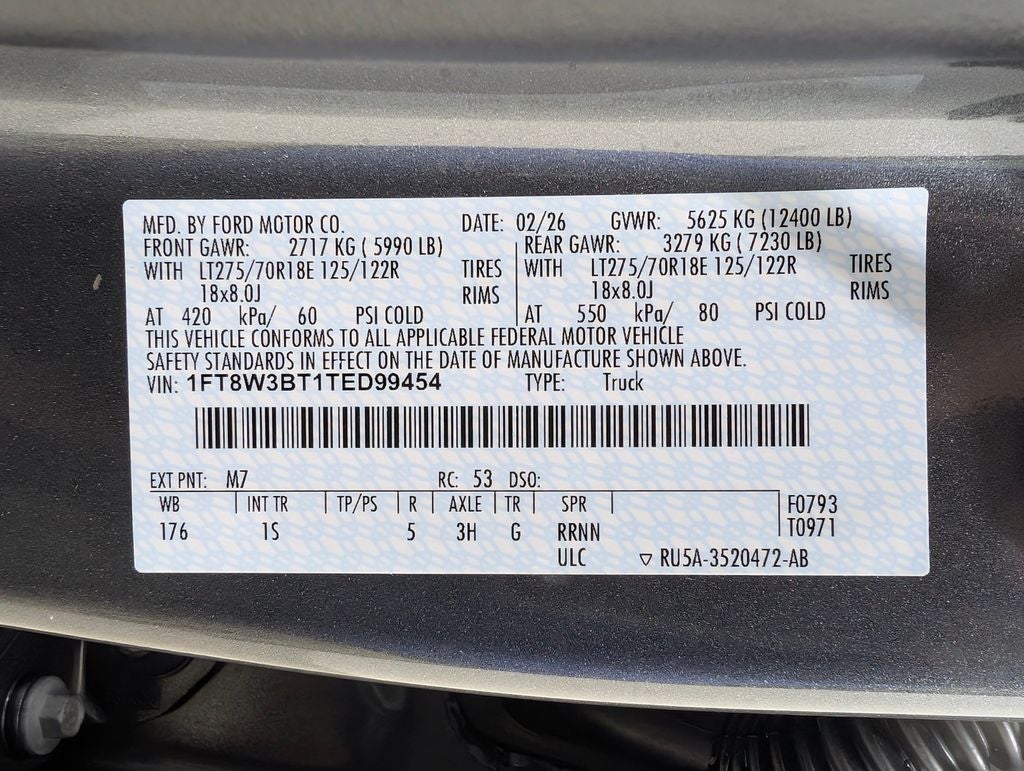 MFD. BY FORD MOTOR CO. DATE: 02/26 GVWR: 5625 KG (12400 LB)
FRONT GAWR: 2717 KG ( 5990 LB) REAR GAWR: 3279 KG ( 7230 LB)
WITH LT275/70R18E 125/122R TIRES WITH LT275/70R18E 125/122R TIRES
18x8.0J RIMS 18x8.0J RIMS
AT 420 kPa/ 60 PSI COLD AT 550 kPa/ 80 PSI COLD
THIS VEHICLE CONFORMS TO ALL APPLICABLE FEDERAL MOTOR VEHICLE
SAFETY STANDARDS IN EFFECT ON THE DATE OF MANUFACTURE SHOWN ABOVE.
VIN: 1FT8W3BT1TED99454 TYPE: Truck
EXT PNT: M7 RC: 53 DSO:
WB INT TR TP/PS R AXLE TR SPR F0793
176 1S 5 3H G RRNN T0971
ULC ▽ RU5A-3520472-AB